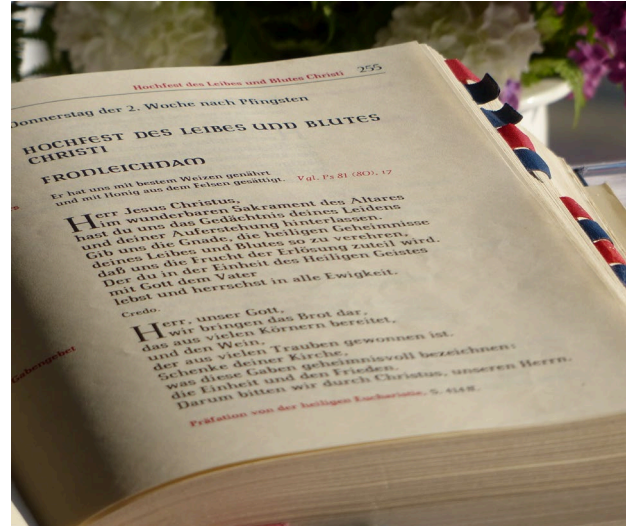 Hochfest des Leibes und Blutes Christi 255
Donnerstag der 2. Woche nach Pfingsten
HOCHFEST DES LEIBES UND BLUTES
CHRISTI
FRONLEICHNAM
Er hat uns mit bestem Weizen genährt
und mit Honig aus dem Felsen gesättigt. Vgl. Ps 81 (80), 17
Herr Jesus Christus,
im wunderbaren Sakrament des Altares
hast du uns das Gedächtnis deines Leidens
und deiner Auferstehung hinterlassen.
Gib uns die Gnade, die heiligen Geheimnisse
deines Leibes und Blutes so zu verehren,
daß uns die Frucht der Erlösung zuteil wird.
Der du in der Einheit des Heiligen Geistes
mit Gott dem Vater
lebst und herrschst in alle Ewigkeit.
Credo.
Gabengebet
Herr, unser Gott,
wir bringen das Brot dar,
das aus vielen Körnern bereitet,
und den Wein,
der aus vielen Trauben gewonnen ist.
Schenke deiner Kirche,
was diese Gaben geheimnisvoll bezeichnen:
die Einheit und den Frieden.
Darum bitten wir durch Christus, unseren Herrn.
Präfation von der heiligen Eucharistie, S.